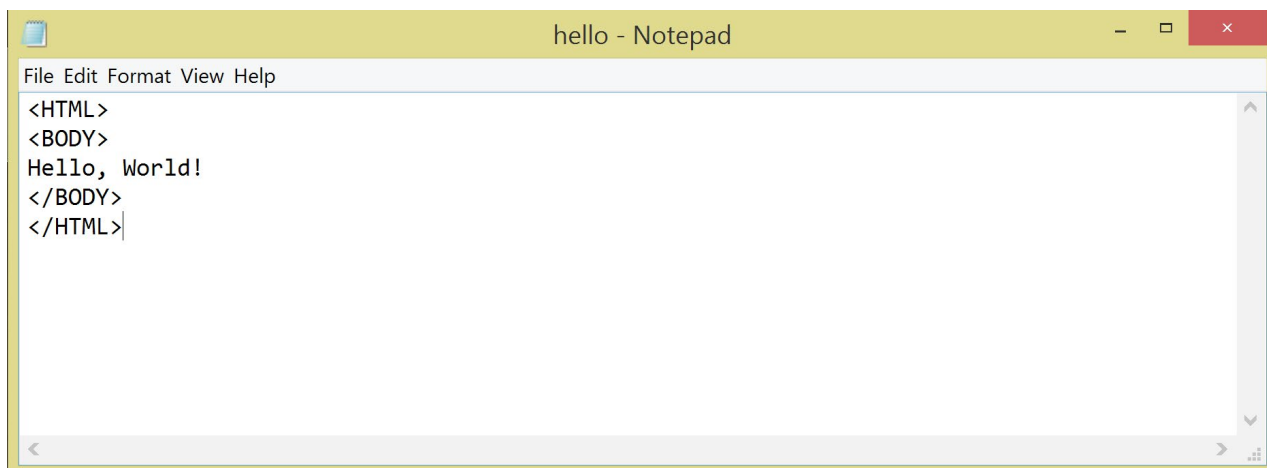 hello - Notepad
File Edit Format View Help
<HTML>
<BODY>
Hello, World!
</BODY>
</HTML>